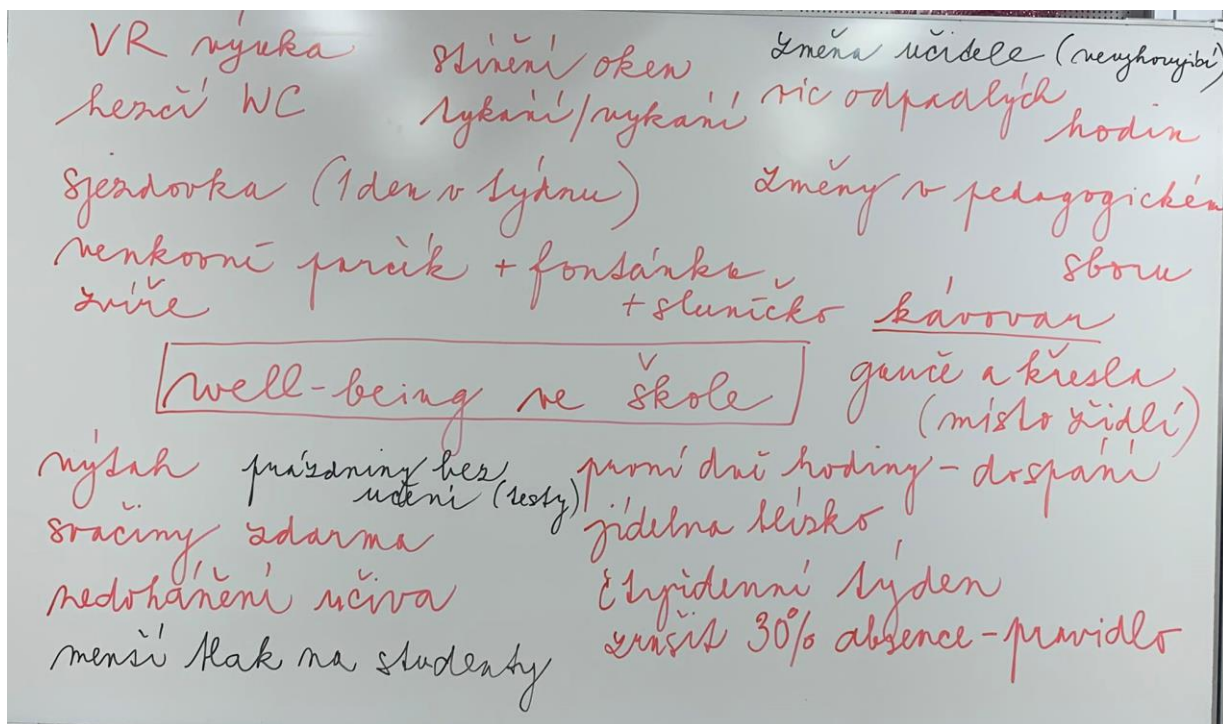 VR výuka
stínění oken
změna učitele (nevyhovující)
hezčí WC
tykání/vykání
víc odpadlých
hodin
sjezdovka (1 den v týdnu)
změny v pedagogickém
sboru
venkovní parčík + fontánka
+ sluníčko
zvíře
kávovar
well-being ve škole
gauče a křesla
(místo židlí)
výtah
prázdniny bez
učení (testy)
první dvě hodiny - dospání
svačiny zdarma
jídelna blízko
nedohánění učiva
čtyřdenní týden
menší tlak na studenty
zrušit 30% absence - pravidlo